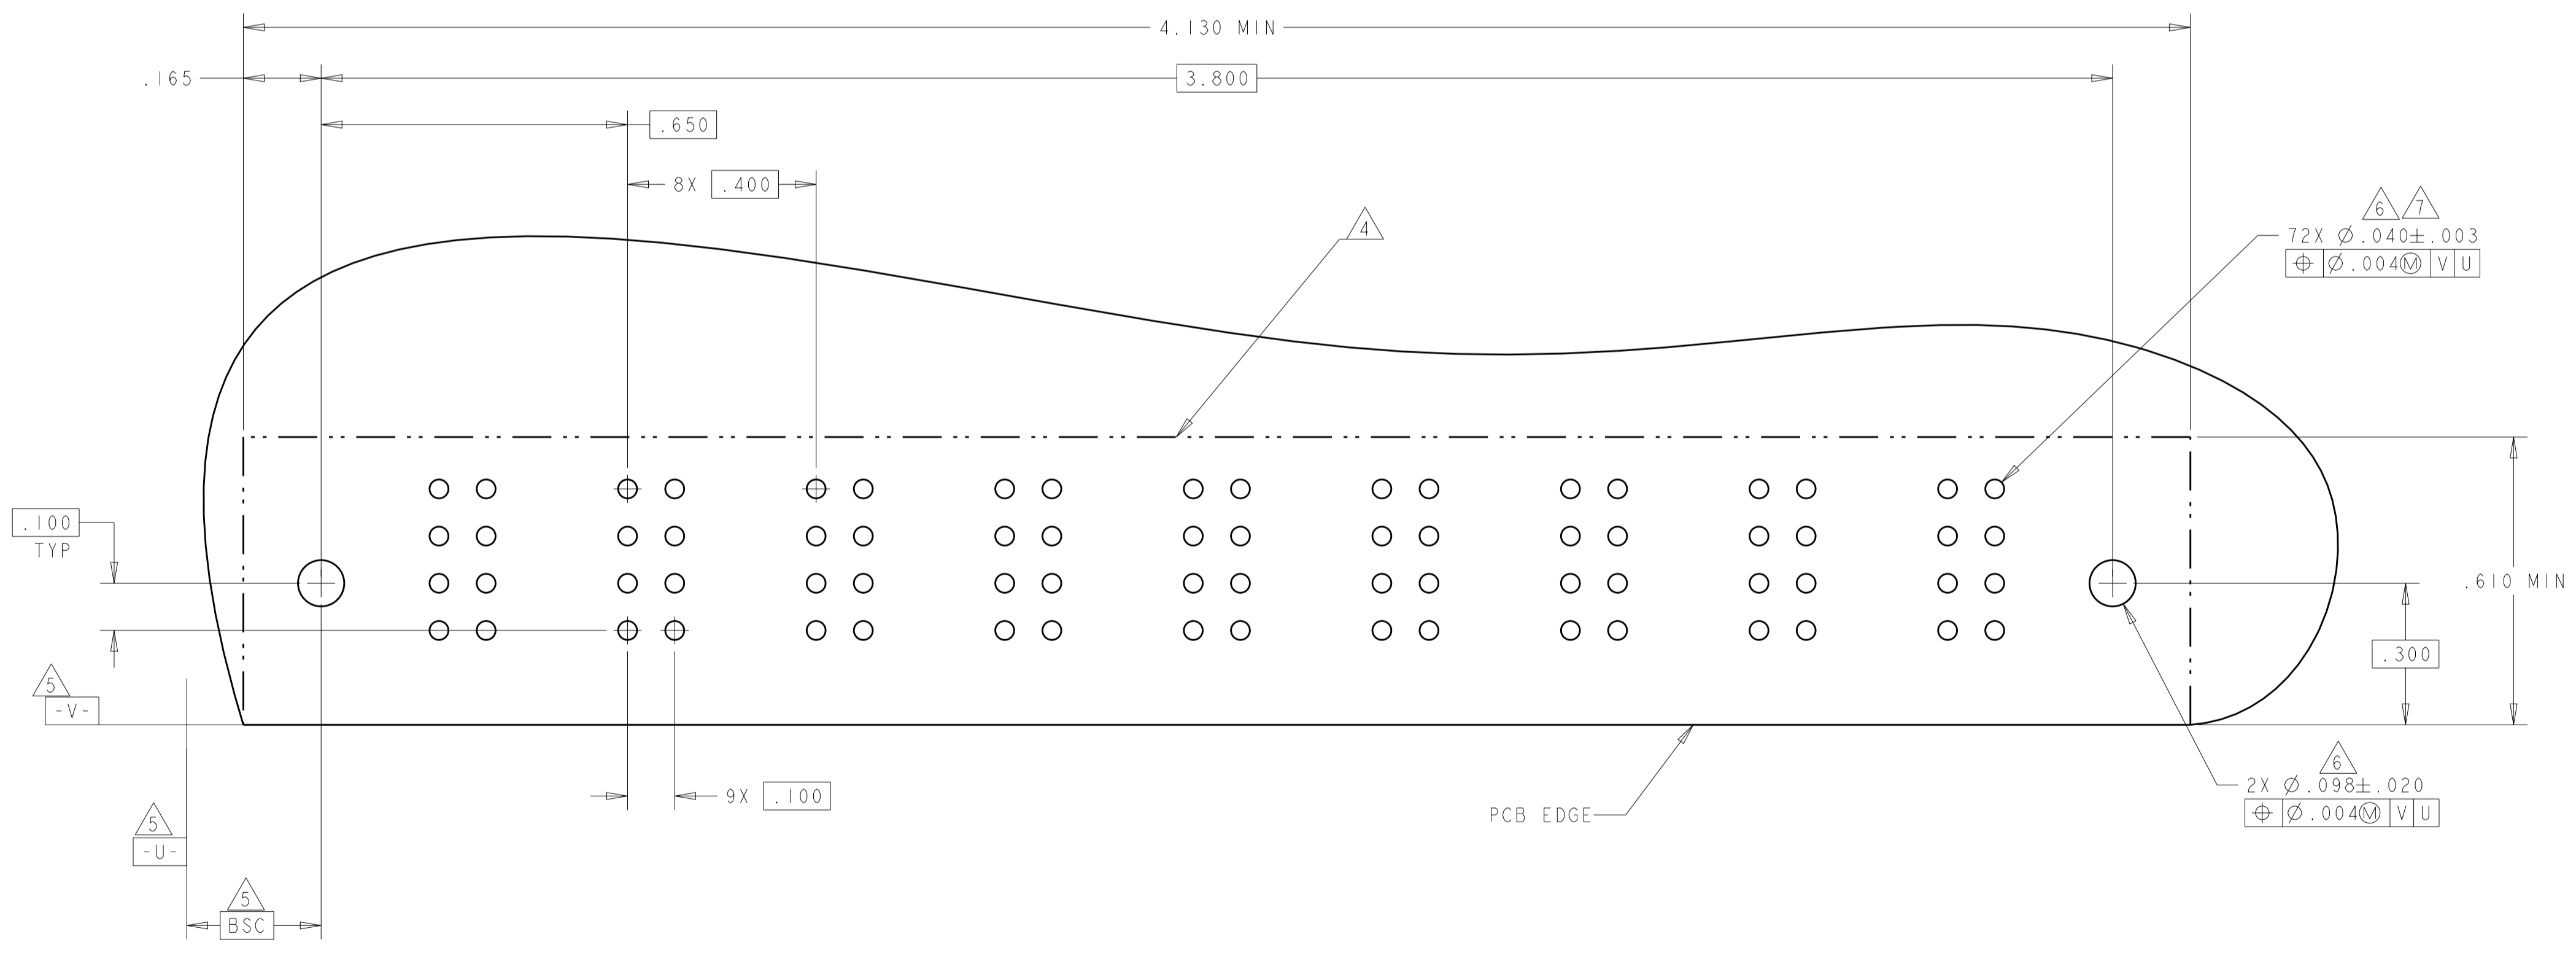 4.130 MIN
.165
3.800
.650
8X .400
4
6 7
72X Ø.040±.003
⌖ Ø.004Ⓜ V U
.100
TYP
.610 MIN
.300
5
-V-
5
-U-
5
BSC
9X .100
PCB EDGE
6
2X Ø.098±.020
⌖ Ø.004Ⓜ V U